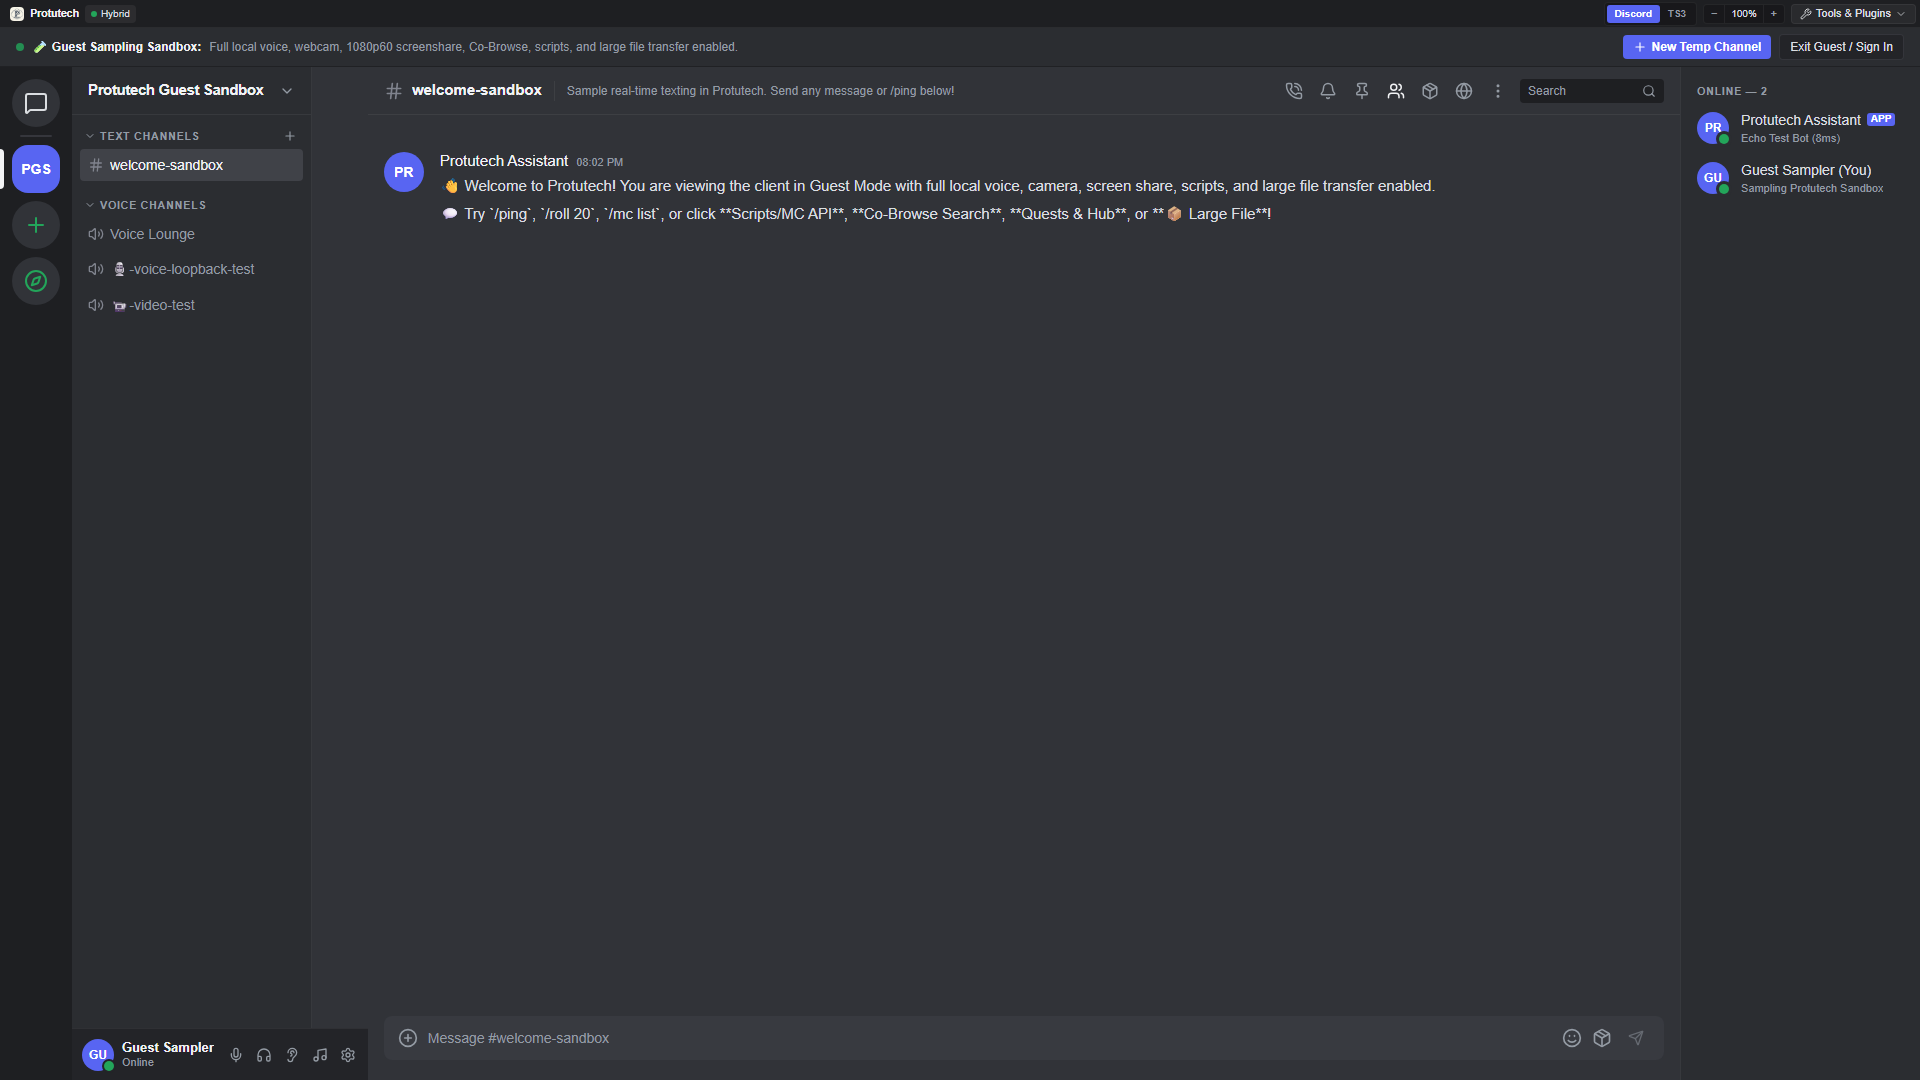 Protutech
Hybrid
Discord
TS3
− 100% +
Tools & Plugins
Guest Sampling Sandbox: Full local voice, webcam, 1080p60 screenshare, Co-Browse, scripts, and large file transfer enabled.
+ New Temp Channel
Exit Guest / Sign In
PGS
Protutech Guest Sandbox
TEXT CHANNELS
# welcome-sandbox
VOICE CHANNELS
Voice Lounge
-voice-loopback-test
-video-test
# welcome-sandbox
Sample real-time texting in Protutech. Send any message or /ping below!
Search
PR
Protutech Assistant 08:02 PM
👋 Welcome to Protutech! You are viewing the client in Guest Mode with full local voice, camera, screen share, scripts, and large file transfer enabled.
💬 Try `/ping`, `/roll 20`, `/mc list`, or click **Scripts/MC API**, **Co-Browse Search**, **Quests & Hub**, or **📦 Large File**!
ONLINE — 2
PR
Protutech Assistant APP
Echo Test Bot (8ms)
GU
Guest Sampler (You)
Sampling Protutech Sandbox
GU
Guest Sampler
Online
Message #welcome-sandbox